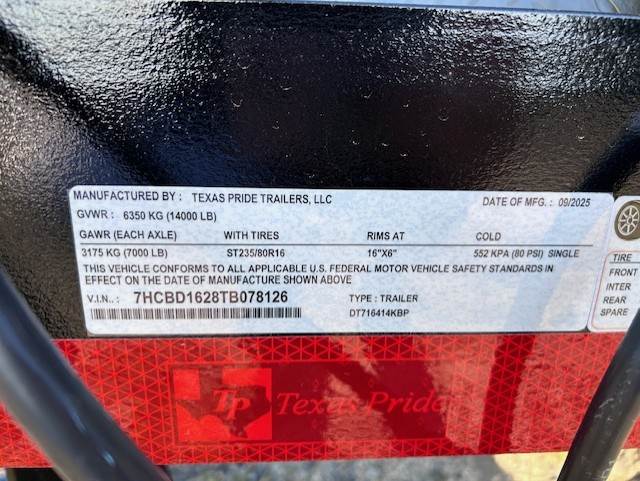 MANUFACTURED BY : TEXAS PRIDE TRAILERS, LLC DATE OF MFG. : 09/2025
GVWR : 6350 KG (14000 LB)
GAWR (EACH AXLE) WITH TIRES RIMS AT COLD
3175 KG (7000 LB) ST235/80R16 16"X6" 552 KPA (80 PSI) SINGLE
THIS VEHICLE CONFORMS TO ALL APPLICABLE U.S. FEDERAL MOTOR VEHICLE SAFETY STANDARDS IN
EFFECT ON THE DATE OF MANUFACTURE SHOWN ABOVE
V.I.N.: 7HCBD1628TB078126 TYPE : TRAILER
DT716414KBP
TIRE
FRONT
INTER
REAR
SPARE
Tp Texas Pride